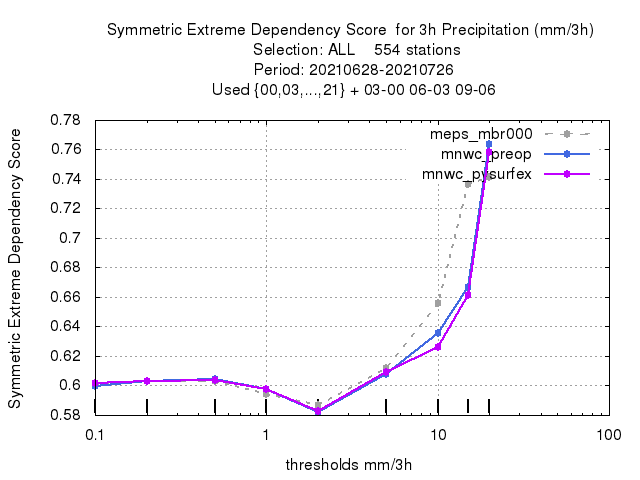 Symmetric Extreme Dependency Score  for 3h Precipitation (mm/3h)
Selection: ALL    554 stations
Period: 20210628-20210726
Used {00,03,...,21} + 03-00 06-03 09-06
Symmetric Extreme Dependency Score
0.78
0.76
0.74
0.72
0.7
0.68
0.66
0.64
0.62
0.6
0.58
meps_mbr000
mnwc_preop
mnwc_pysurfex
0.1 1 10 100
thresholds mm/3h